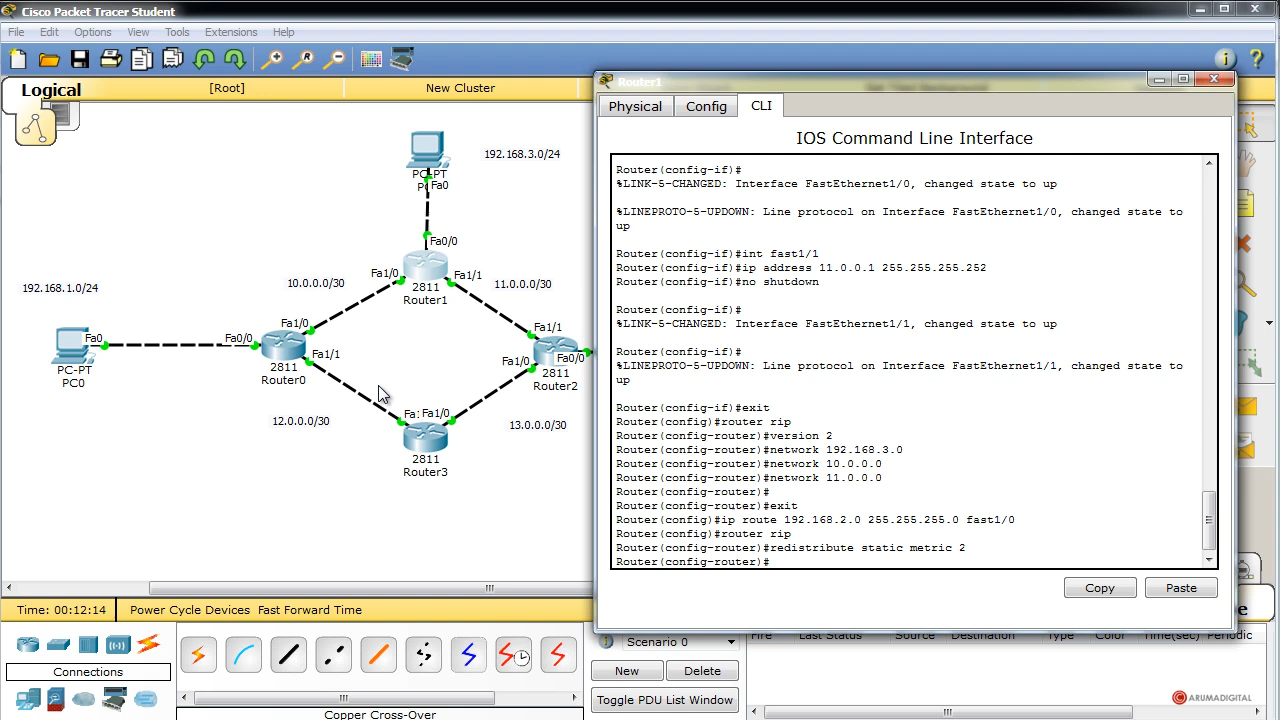 Cisco Packet Tracer Student
File Edit Options View Tools Extensions Help
Logical
[Root]
New Cluster
192.168.3.0/24
PC-PT
Fa0
Fa0/0
Fa1/0
Fa1/1
10.0.0.0/30
2811
Router1
11.0.0.0/30
192.168.1.0/24
Fa0
PC-PT
PC0
Fa0/0
Fa1/0
Fa1/1
2811
Router0
Fa1/1
Fa1/0
Fa0/0
2811
Router2
12.0.0.0/30
Fa1/0
2811
Router3
13.0.0.0/30
Router1
Physical
Config
CLI
IOS Command Line Interface
Router(config-if)#
%LINK-5-CHANGED: Interface FastEthernet1/0, changed state to up
%LINEPROTO-5-UPDOWN: Line protocol on Interface FastEthernet1/0, changed state to
up
Router(config-if)#int fast1/1
Router(config-if)#ip address 11.0.0.1 255.255.255.252
Router(config-if)#no shutdown
Router(config-if)#
%LINK-5-CHANGED: Interface FastEthernet1/1, changed state to up
Router(config-if)#
%LINEPROTO-5-UPDOWN: Line protocol on Interface FastEthernet1/1, changed state to
up
Router(config-if)#exit
Router(config)#router rip
Router(config-router)#version 2
Router(config-router)#network 192.168.3.0
Router(config-router)#network 10.0.0.0
Router(config-router)#network 11.0.0.0
Router(config-router)#
Router(config-router)#exit
Router(config)#ip route 192.168.2.0 255.255.255.0 fast1/0
Router(config)#router rip
Router(config-router)#redistribute static metric 2
Router(config-router)#
Copy
Paste
Time: 00:12:14
Power Cycle Devices Fast Forward Time
Connections
Copper Cross-Over
Scenario 0
New
Delete
Toggle PDU List Window
Fire Last Status Source Destination Type Color Time(sec) Periodic
ARUMADIGITAL